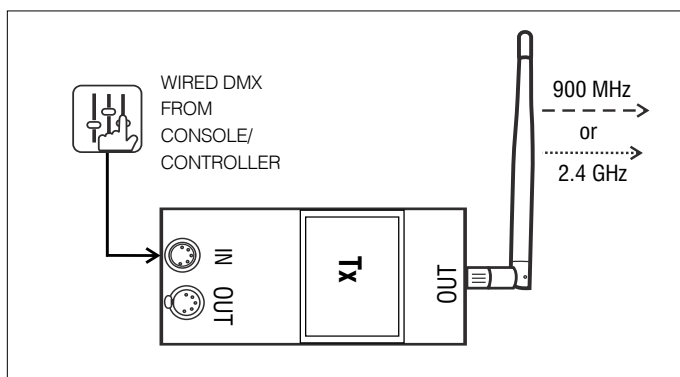 WIRED DMX
FROM
CONSOLE/
CONTROLLER
900 MHz
or
2.4 GHz
IN
OUT
Tx
OUT